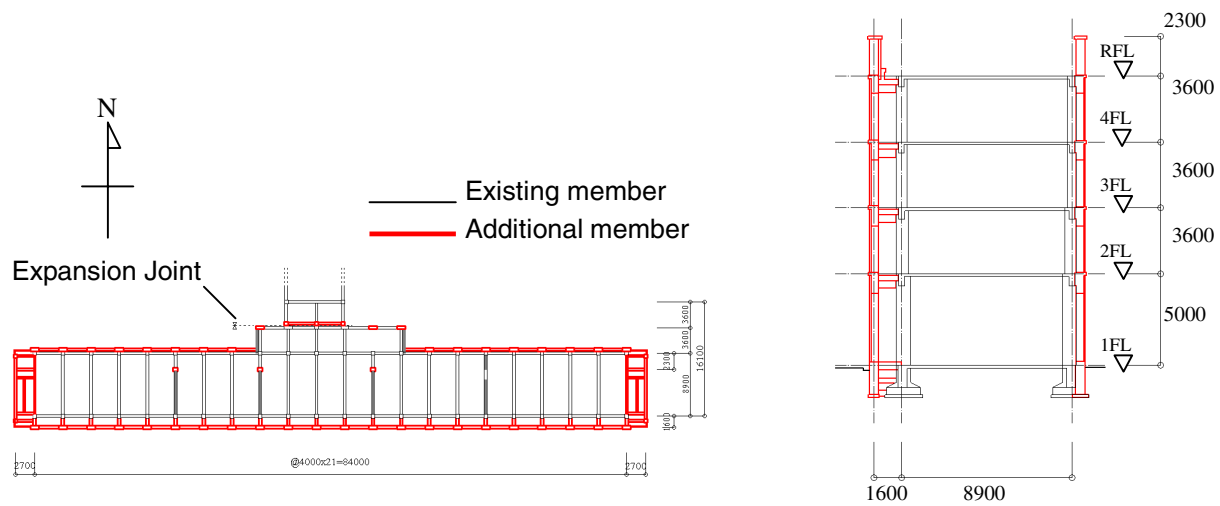 N
Existing member
Additional member
Expansion Joint
3600
3600
2300
8900
16100
1600
2700
@4000x21=84000
2700
2300
RFL
3600
4FL
3600
3FL
3600
2FL
5000
1FL
1600
8900